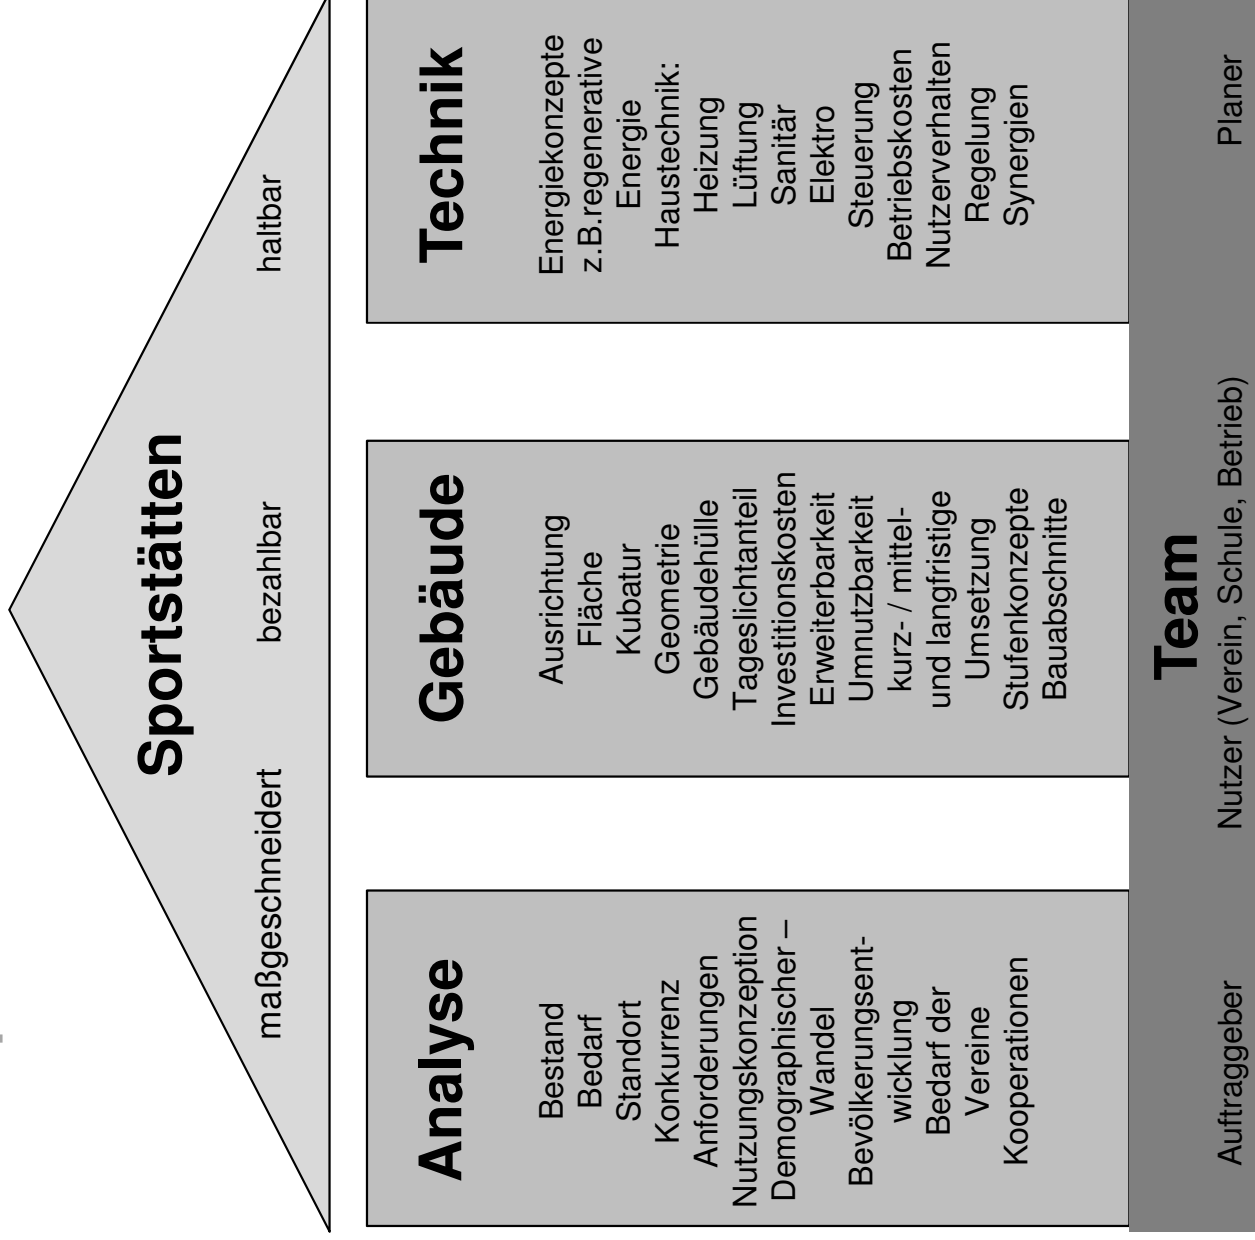 Sportstätten
maßgeschneidert bezahlbar haltbar
Analyse
Bestand
Bedarf
Standort
Konkurrenz
Anforderungen
Nutzungskonzeption
Demographischer –
Wandel
Bevölkerungsent-
wicklung
Bedarf der
Vereine
Kooperationen
Gebäude
Ausrichtung
Fläche
Kubatur
Geometrie
Gebäudehülle
Tageslichtanteil
Investitionskosten
Erweiterbarkeit
Umnutzbarkeit
kurz- / mittel-
und langfristige
Umsetzung
Stufenkonzepte
Bauabschnitte
Technik
Energiekonzepte
z.B.regenerative
Energie
Haustechnik:
Heizung
Lüftung
Sanitär
Elektro
Steuerung
Betriebskosten
Nutzerverhalten
Regelung
Synergien
Team
Auftraggeber Nutzer (Verein, Schule, Betrieb) Planer